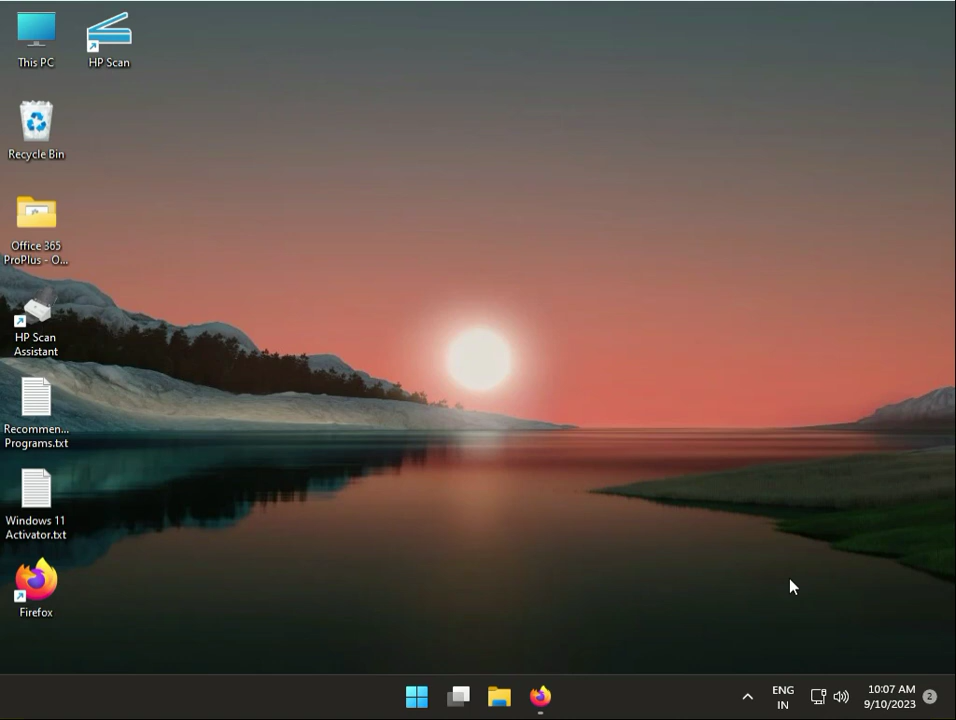 This PC
HP Scan
Recycle Bin
Office 365
ProPlus - O...
HP Scan
Assistant
Recommen...
Programs.txt
Windows 11
Activator.txt
Firefox
ENG
IN
10:07 AM
9/10/2023
2